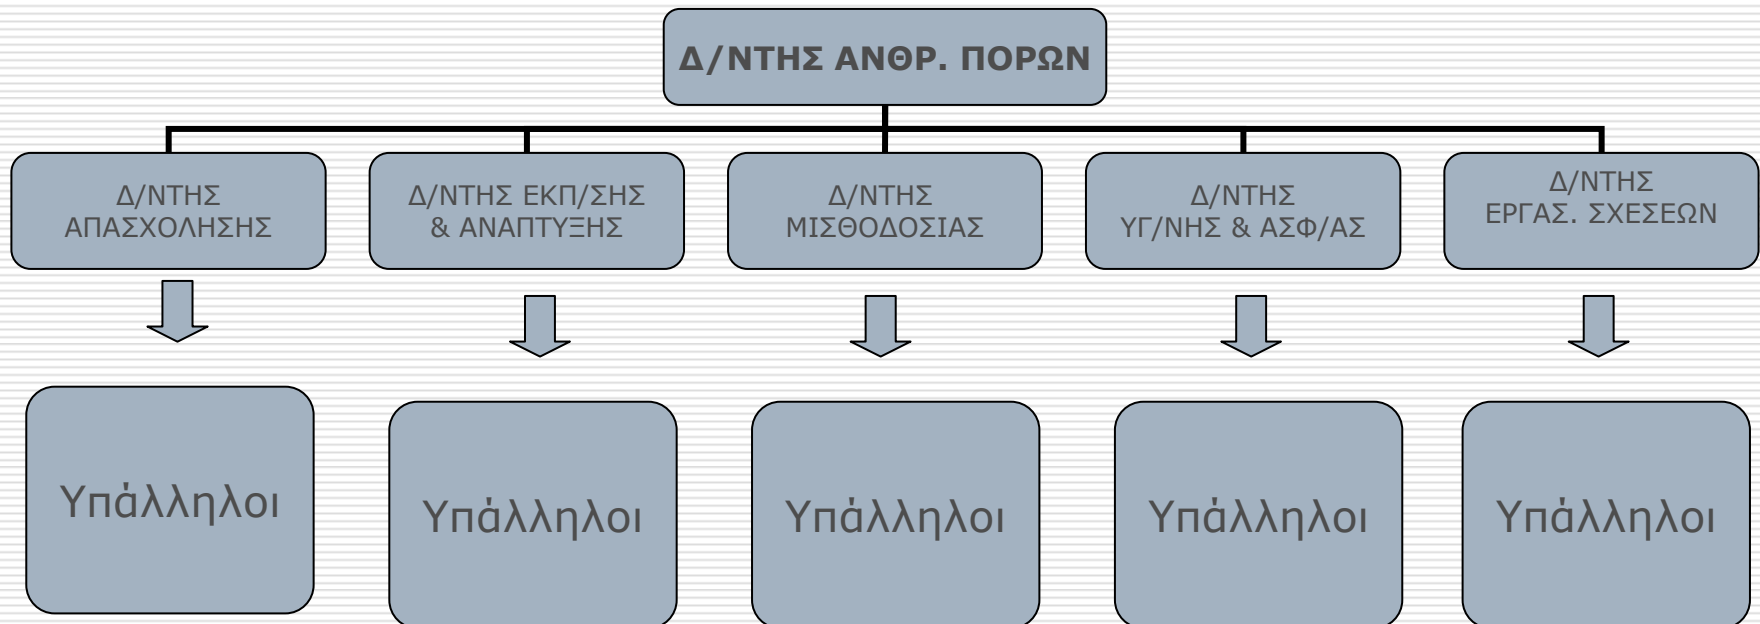 Δ/ΝΤΗΣ ΑΝΘΡ. ΠΟΡΩΝ
Δ/ΝΤΗΣ
ΑΠΑΣΧΟΛΗΣΗΣ
Δ/ΝΤΗΣ ΕΚΠ/ΣΗΣ
& ΑΝΑΠΤΥΞΗΣ
Δ/ΝΤΗΣ
ΜΙΣΘΟΔΟΣΙΑΣ
Δ/ΝΤΗΣ
ΥΓ/ΝΗΣ & ΑΣΦ/ΑΣ
Δ/ΝΤΗΣ
ΕΡΓΑΣ. ΣΧΕΣΕΩΝ
Υπάλληλοι
Υπάλληλοι
Υπάλληλοι
Υπάλληλοι
Υπάλληλοι